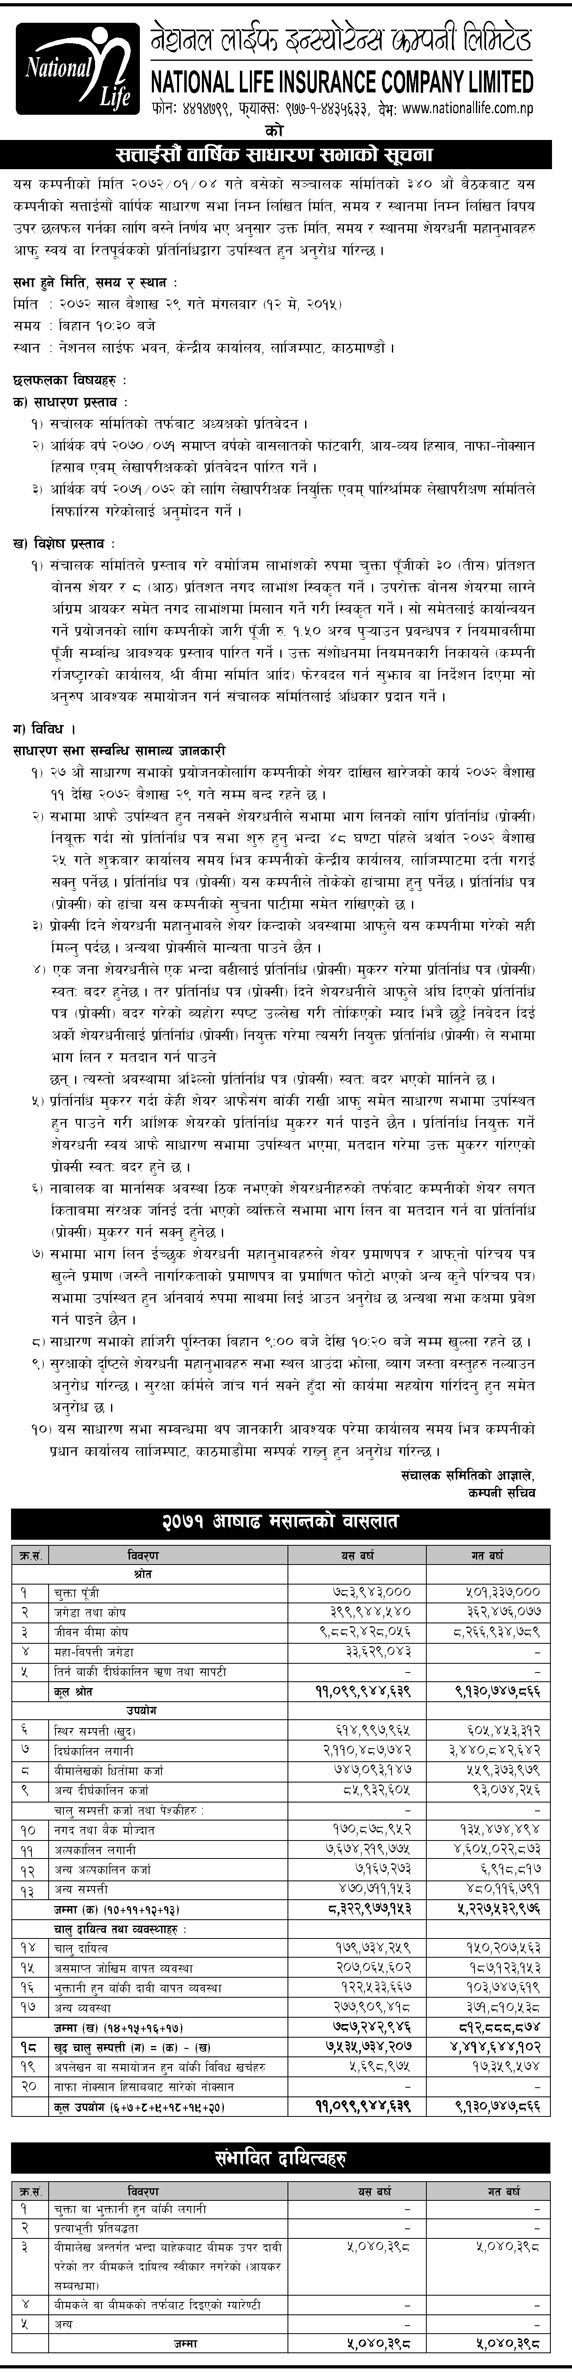 नेशनल लाईफ इन्स्योरेन्स कम्पनी लिमिटेड
National Life
NATIONAL LIFE INSURANCE COMPANY LIMITED
फोनः ४४१४७९९, फ्याक्सः ९७७-१-४४३५६३३, वेभः www.nationallife.com.np
को
सत्ताईसौं वार्षिक साधारण सभाको सूचना
यस कम्पनीको मिति २०७२/०१/०४ गते बसेको सञ्चालक समितिको ३४० औं बैठकबाट यस
कम्पनीको सत्ताईसौं वार्षिक साधारण सभा निम्न लिखित मिति, समय र स्थानमा निम्न लिखित विषय
उपर छलफल गर्नका लागि बस्ने निर्णय भए अनुसार उक्त मिति, समय र स्थानमा शेयरधनी महानुभावहरु
आफु स्वयं वा रितपूर्वकको प्रतिनिधिद्वारा उपस्थित हुन अनुरोध गरिन्छ ।
सभा हुने मिति, समय र स्थान :
मिति : २०७२ साल बैशाख २९ गते मंगलवार (१२ मे, २०१५)
समय : बिहान १०:३० बजे
स्थान : नेशनल लाईफ भवन, केन्द्रीय कार्यालय, लाजिम्पाट, काठमाण्डौं ।
छलफलका विषयहरु :
क) साधारण प्रस्ताव :
१) संचालक समितिको तर्फबाट अध्यक्षको प्रतिवेदन ।
२) आर्थिक वर्ष २०७०/०७१ समाप्त वर्षको वासलातको फांटवारी, आय-व्यय हिसाव, नाफा-नोक्सान
हिसाब एवम् लेखापरीक्षकको प्रतिवेदन पारित गर्ने ।
३) आर्थिक वर्ष २०७१/०७२ को लागि लेखापरीक्षक नियुक्ति एवम् पारिश्रमिक लेखापरीक्षण समितिले
सिफारिस गरेकोलाई अनुमोदन गर्ने ।
ख) विशेष प्रस्ताव :
१) संचालक समितिले प्रस्ताव गरे वमोजिम लाभांशको रुपमा चुक्ता पूँजीको ३० (तीस) प्रतिशत
वोनस शेयर र ८ (आठ) प्रतिशत नगद लाभांश स्विकृत गर्ने । उपरोक्त वोनस शेयरमा लाग्ने
अग्रिम आयकर समेत नगद लाभांशमा मिलान गर्ने गरी स्विकृत गर्ने । सो समेतलाई कार्यान्वयन
गर्ने प्रयोजनको लागि कम्पनीको जारी पूँजी रु. १.५० अरव पुऱ्याउन प्रवन्धपत्र र नियमावलीमा
पूँजी सम्बन्धि आवश्यक प्रस्ताव पारित गर्ने । उक्त संशोधनमा नियमनकारी निकायले (कम्पनी
रजिष्ट्रारको कार्यालय, श्री वीमा समिति आदि) फेरवदल गर्न सुझाव वा निर्देशन दिएमा सो
अनुरुप आवश्यक समायोजन गर्न संचालक समितिलाई अधिकार प्रदान गर्ने ।
ग) विविध ।
साधारण सभा सम्बन्धि सामान्य जानकारी
१) २७ औं साधारण सभाको प्रयोजनकोलागि कम्पनीको शेयर दाखिल खारेजको कार्य २०७२ बैशाख
११ देखि २०७२ बैशाख २९ गते सम्म बन्द रहने छ ।
२) सभामा आफै उपस्थित हुन नसक्ने शेयरधनीले सभामा भाग लिनको लागि प्रतिनिधि (प्रोक्सी)
नियुक्त गर्दा सो प्रतिनिधि पत्र सभा शुरु हुनु भन्दा ४८ घण्टा पहिले अर्थात २०७२ बैशाख
२५ गते शुक्रबार कार्यालय समय भित्र कम्पनीको केन्द्रीय कार्यालय, लाजिम्पाटमा दर्ता गराई
सक्नु पर्नेछ । प्रतिनिधि पत्र (प्रोक्सी) यस कम्पनीले तोकेको ढांचामा हुनु पर्नेछ । प्रतिनिधि पत्र
(प्रोक्सी) को ढांचा यस कम्पनीको सुचना पाटीमा समेत राखिएको छ ।
३) प्रोक्सी दिने शेयरधनी महानुभावले शेयर किन्दाको अवस्थामा आफुले यस कम्पनीमा गरेको सही
मिल्नु पर्दछ । अन्यथा प्रोक्सीले मान्यता पाउने छैन ।
४) एक जना शेयरधनीले एक भन्दा बढीलाई प्रतिनिधि (प्रोक्सी) मुकरर गरेमा प्रतिनिधि पत्र (प्रोक्सी)
स्वतः बदर हुनेछ । तर प्रतिनिधि पत्र (प्रोक्सी) दिने शेयरधनीले आफुले अघि दिएको प्रतिनिधि
पत्र (प्रोक्सी) बदर गरेको व्यहोरा स्पष्ट उल्लेख गरी तोकिएको म्याद भित्रै छुट्टै निवेदन दिई
अर्को शेयरधनीलाई प्रतिनिधि (प्रोक्सी) नियुक्त गरेमा त्यसरी नियुक्त प्रतिनिधि (प्रोक्सी) ले सभामा
भाग लिन र मतदान गर्न पाउने
छन् । त्यस्तो अवस्थामा अघिल्लो प्रतिनिधि पत्र (प्रोक्सी) स्वतः बदर भएको मानिने छ ।
५) प्रतिनिधि मुकरर गर्दा केही शेयर आफैसंग वांकी राखी आफु समेत साधारण सभामा उपस्थित
हुन पाउने गरी आंशिक शेयरको प्रतिनिधि मुकरर गर्न पाइने छैन । प्रतिनिधि नियुक्त गर्ने
शेयरधनी स्वयं आफै साधारण सभामा उपस्थित भएमा, मतदान गरेमा उक्त मुकरर गरिएको
प्रोक्सी स्वतः बदर हुने छ ।
६) नाबालक वा मानसिक अवस्था ठिक नभएको शेयरधनीहरुको तर्फबाट कम्पनीको शेयर लगत
किताबमा संरक्षक जनिई दर्ता भएको व्यक्तिले सभामा भाग लिन वा मतदान गर्न वा प्रतिनिधि
(प्रोक्सी) मुकरर गर्न सक्नु हुनेछ ।
७) सभामा भाग लिन ईच्छुक शेयरधनी महानुभावहरुले शेयर प्रमाणपत्र र आफ्नो परिचय पत्र
खुल्ने प्रमाण (जस्तै नागरिकताको प्रमाणपत्र वा प्रमाणित फोटो भएको अन्य कुनै परिचय पत्र)
सभामा उपस्थित हुन अनिवार्य रुपमा साथमा लिई आउन अनुरोध छ अन्यथा सभा कक्षमा प्रवेश
गर्न पाइने छैन ।
८) साधारण सभाको हाजिरी पुस्तिका बिहान ९:०० बजे देखि १०:२० बजे सम्म खुल्ला रहने छ ।
९) सुरक्षाको दृष्टिले शेयरधनी महानुभावहरु सभा स्थल आउंदा झोला, व्याग जस्ता वस्तुहरु नल्याउन
अनुरोध गरिन्छ । सुरक्षा कर्मिले जांच गर्न सक्ने हुँदा सो कार्यमा सहयोग गरिदिनु हुन समेत
अनुरोध छ ।
१०) यस साधारण सभा सम्बन्धमा थप जानकारी आवश्यक परेमा कार्यालय समय भित्र कम्पनीको
प्रधान कार्यालय लाजिम्पाट, काठमाडौंमा सम्पर्क राख्नु हुन अनुरोध गरिन्छ ।
संचालक समितिको आज्ञाले,
कम्पनी सचिव
२०७१ आषाढ मसान्तको वासलात
क्र.सं. विवरण यस बर्ष गत बर्ष
श्रोत
१ चुक्ता पूँजी ७८३,९४३,००० ५०१,३३७,०००
२ जगेडा तथा कोष ३९९,९४४,५४० ३६२,४७६,०७७
३ जीवन वीमा कोष ९,८८२,४२८,०५६ ८,२६६,९३४,७८९
४ महा-विपत्ती जगेडा ३३,६२९,०४३ –
५ तिर्न वाकी दीर्घकालिन ऋृण तथा सापटी – –
कूल श्रोत ११,०९९,९४४,६३९ ९,१३०,७४७,८६६
उपयोग
६ स्थिर सम्पत्ती (खुद) ६१४,९९७,९६५ ६०५,४५३,३१२
७ दिर्घकालिन लगानी २,११०,४८७,७४२ ३,४४०,८४२,६४२
८ वीमालेखको धितोमा कर्जा ७४७,०९३,१४७ ५५९,३७३,९७९
९ अन्य दीर्घकालिन कर्जा ८५,९३२,६०५ ९३,०७४,२५६
चालु सम्पत्ती कर्जा तथा पेश्कीहरु : – –
१० नगद तथा बैंक मौज्दात १७०,८७८,९५२ १३५,४७४,४९४
११ अल्पकालिन लगानी ७,६७४,२१९,७७५ ४,६०५,०२२,८७३
१२ अन्य अल्पकालिन कर्जा ७,१६७,२७३ ६,९१८,८१७
१३ अन्य सम्पत्ती ४७०,७११,१५३ ४८०,११६,७९१
जम्मा (क) (१०+११+१२+१३) ८,३२२,९७७,१५३ ५,२२७,५३२,९७६
चालु दायित्व तथा व्यवस्थाहरु :
१४ चालु दायित्व १७९,७३४,२५९ १५०,२०७,५६३
१५ असमाप्त जोखिम वापत व्यवस्था २०७,०६५,६०२ १८७,१२३,१५३
१६ भुक्तानी हुन वांकी दावी वापत व्यवस्था १२२,५३३,६६७ १०३,७४७,६१९
१७ अन्य व्यवस्था २७७,९०९,४१८ ३७१,८१०,५३८
जम्मा (ख) (१४+१५+१६+१७) ७८७,२४२,९४६ ८१२,८८८,८७४
१८ खुद चालु सम्पत्ती (ग) = (क) - (ख) ७,५३५,७३४,२०७ ४,४१४,६४४,१०२
१९ अपलेखन वा समायोजन हुन वांकी विविध खर्चहरु ५,६९८,९७५ १७,३५९,५७४
२० नाफा नोक्सान हिसाववाट सारेको नोक्सान – –
कूल उपयोग (६+७+८+९+१८+१९+२०) ११,०९९,९४४,६३९ ९,१३०,७४७,८६६
संभावित दायित्वहरु
क्र.सं. विवरण यस बर्ष गत बर्ष
१ चुक्ता वा भुक्तानी हुन वांकी लगानी – –
२ प्रत्याभूती प्रतिवद्धता – –
३ वीमालेख अन्तर्गत भन्दा वाहेकवाट वीमक उपर दावी ५,०४०,३९८ ५,०४०,३९८
परेको तर वीमकले दायित्व स्वीकार नगरेको (आयकर
सम्वन्धमा)
४ वीमकले वा वीमकको तर्फवाट दिइएको ग्यारेण्टी – –
५ अन्य – –
जम्मा ५,०४०,३९८ ५,०४०,३९८